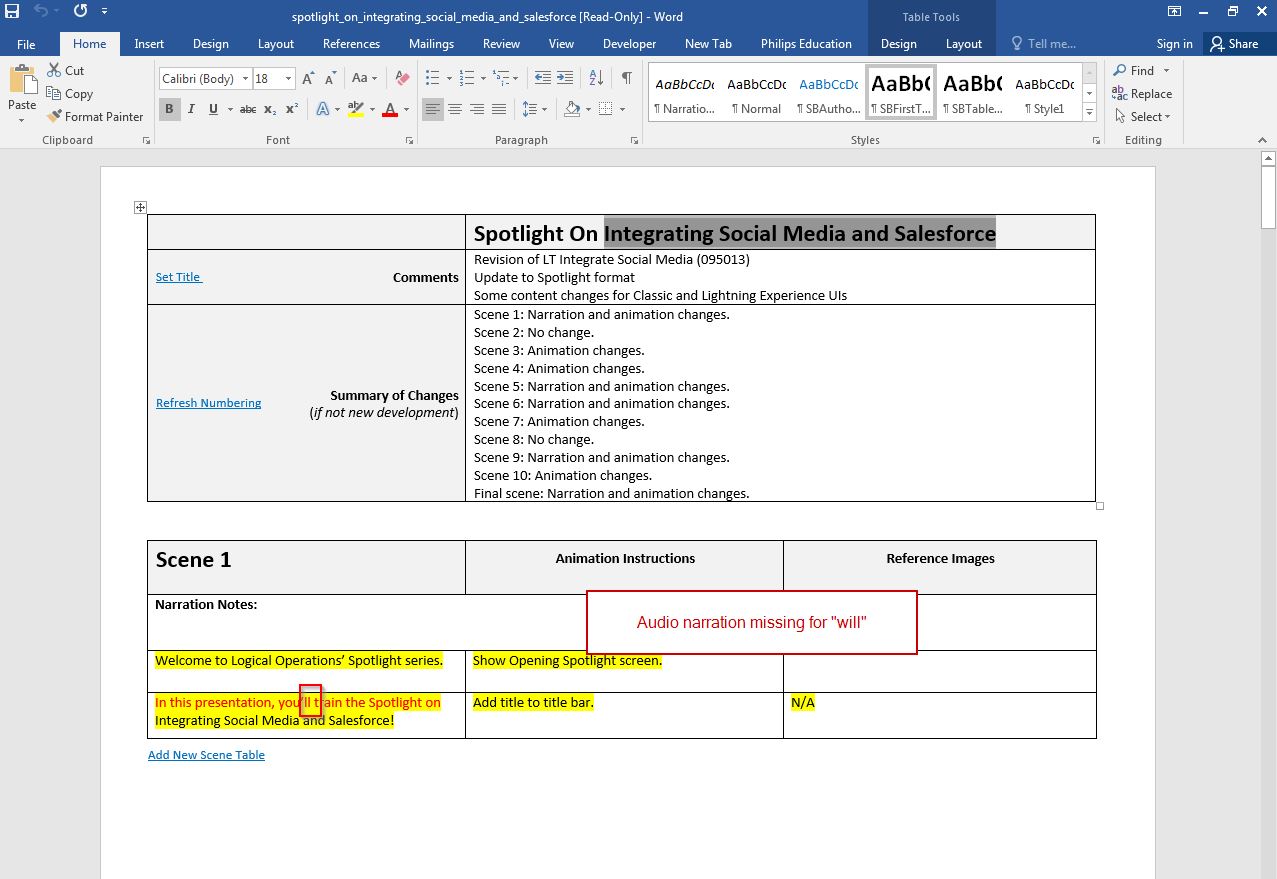 spotlight_on_integrating_social_media_and_salesforce [Read-Only] - Word
Table Tools
File Home Insert Design Layout References Mailings Review View Developer New Tab Philips Education Design Layout Tell me... Sign in Share
Paste
Cut
Copy
Format Painter
Clipboard
Calibri (Body) 18
Aa
B I U abc X₂ X² A ab A
Font
Paragraph
AaBbCcDc AaBbCcDc AaBbCcDc AaBb( AaBbC AaBbCcDc
¶ Narratio... ¶ Normal ¶ SBAutho... ¶ SBFirstT... ¶ SBTable... ¶ Style1
Styles
Find
Replace
Select
Editing
Spotlight On Integrating Social Media and Salesforce
Set Title Comments
Revision of LT Integrate Social Media (095013)
Update to Spotlight format
Some content changes for Classic and Lightning Experience UIs
Refresh Numbering
Summary of Changes
(if not new development)
Scene 1: Narration and animation changes.
Scene 2: No change.
Scene 3: Animation changes.
Scene 4: Animation changes.
Scene 5: Narration and animation changes.
Scene 6: Narration and animation changes.
Scene 7: Animation changes.
Scene 8: No change.
Scene 9: Narration and animation changes.
Scene 10: Animation changes.
Final scene: Narration and animation changes.
Scene 1 Animation Instructions Reference Images
Narration Notes:
Audio narration missing for "will"
Welcome to Logical Operations’ Spotlight series. Show Opening Spotlight screen.
In this presentation, you’ll train the Spotlight on
Integrating Social Media and Salesforce!
Add title to title bar.
N/A
Add New Scene Table